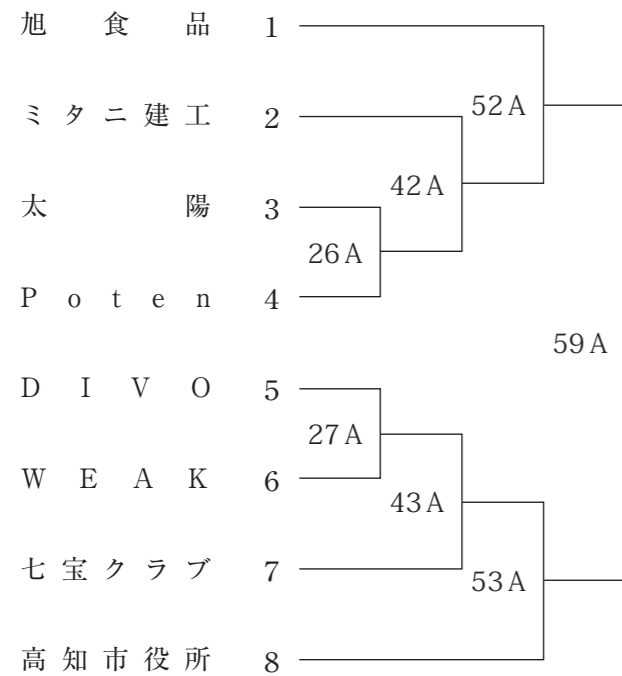 旭食品 1
52A
ミタニ建工 2
42A
太陽 3
26A
Poten 4
59A
DIVO 5
27A
WEAK 6
43A
七宝クラブ 7
53A
高知市役所 8